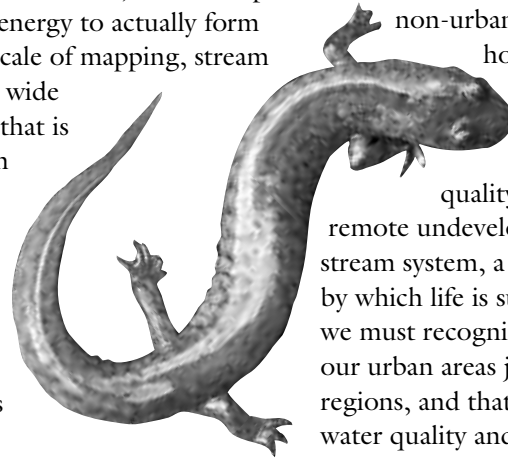 energy to actually form
cale of mapping, stream
wide
that is
s
non-urban
ho
quality
remote undevelo
stream system, a
by which life is su
we must recogni
our urban areas j
regions, and that
water quality and